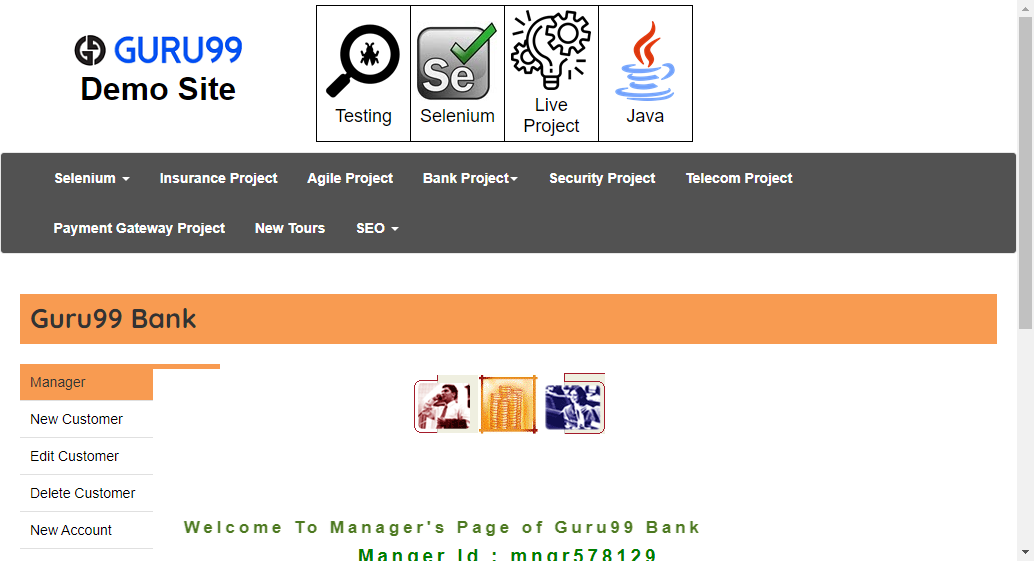 GURU99
Demo Site
Se
Testing
Selenium
Live
Project
Java
Selenium
Insurance Project
Agile Project
Bank Project
Security Project
Telecom Project
Payment Gateway Project
New Tours
SEO
Guru99 Bank
Manager
New Customer
Edit Customer
Delete Customer
New Account
Welcome To Manager's Page of Guru99 Bank
Manger Id : mngr578129